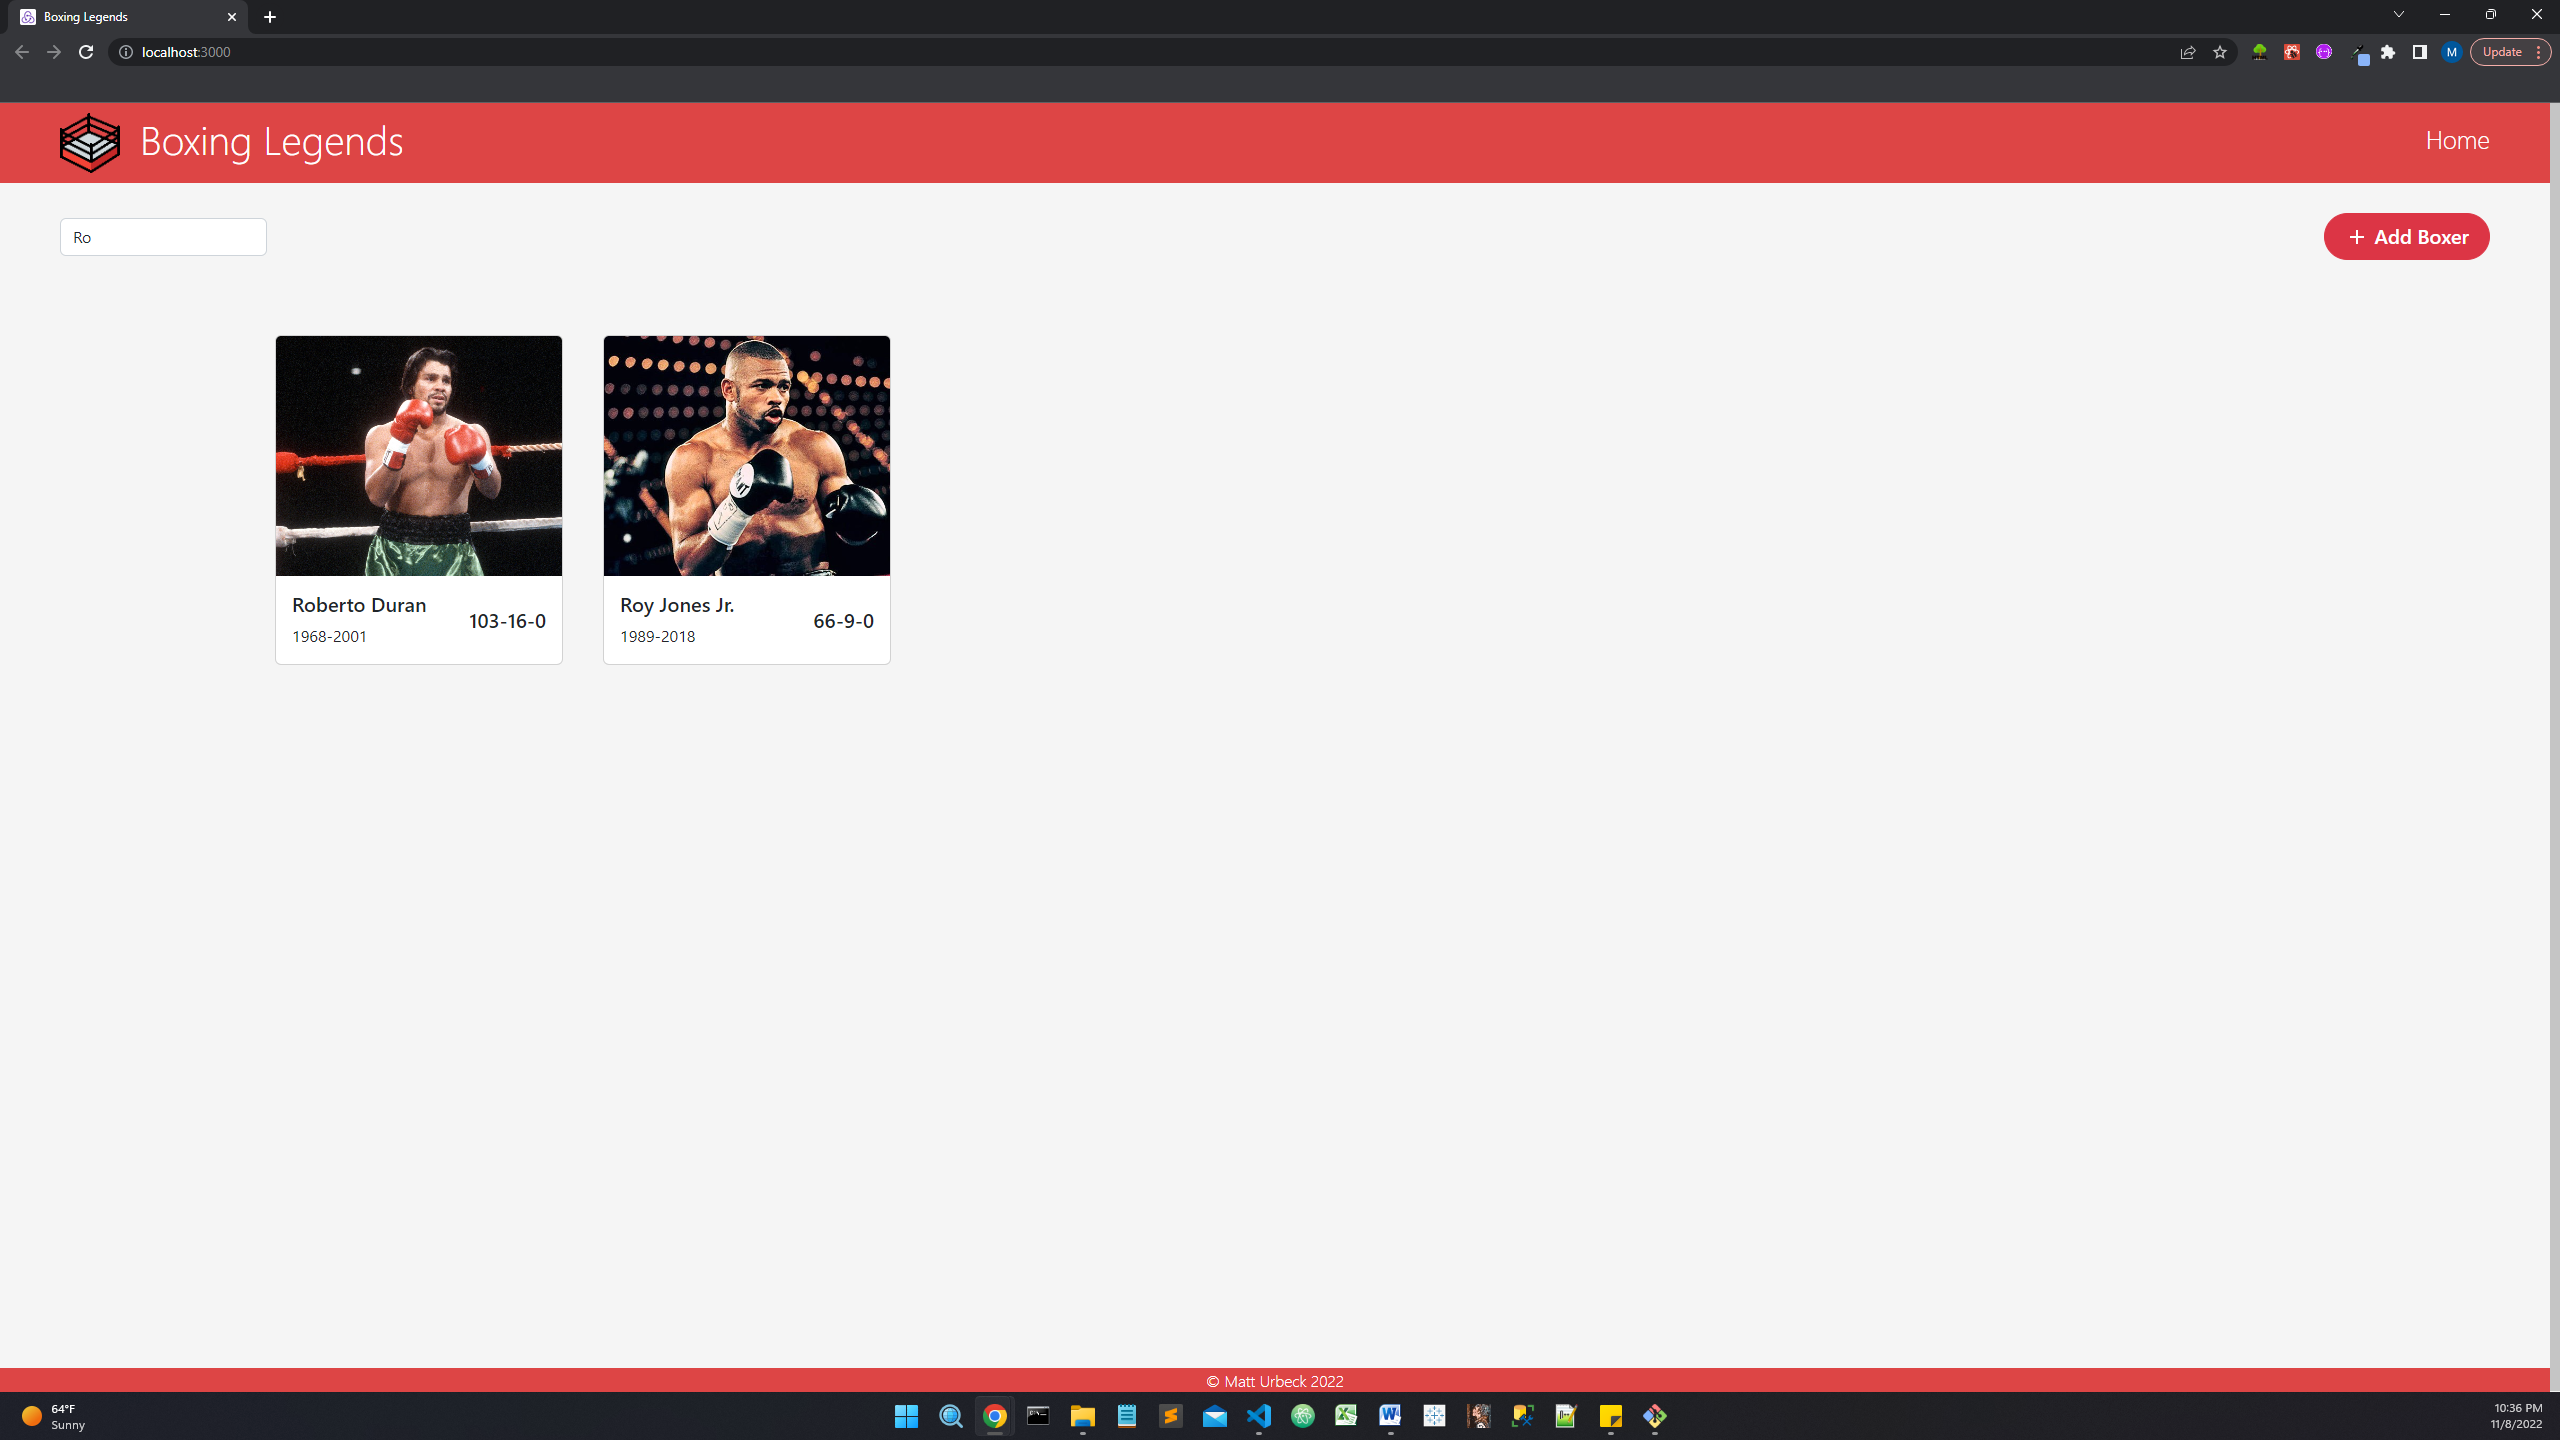 Boxing Legends
localhost:3000
M
Update
Boxing Legends
Home
Ro
+ Add Boxer
Roberto Duran
103-16-0
1968-2001
Roy Jones Jr.
66-9-0
1989-2018
© Matt Urbeck 2022
64°F
Sunny
10:36 PM
11/8/2022